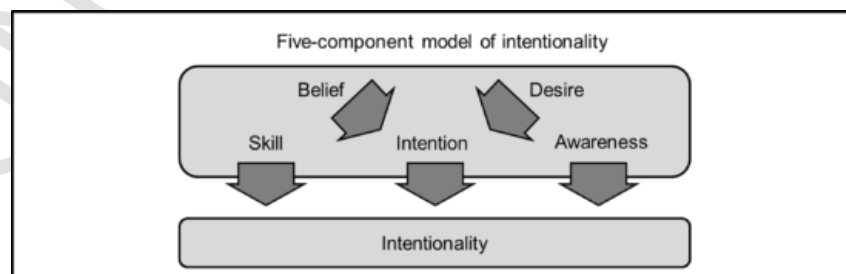 Five-component model of intentionality
Belief Desire
Skill Intention Awareness
Intentionality